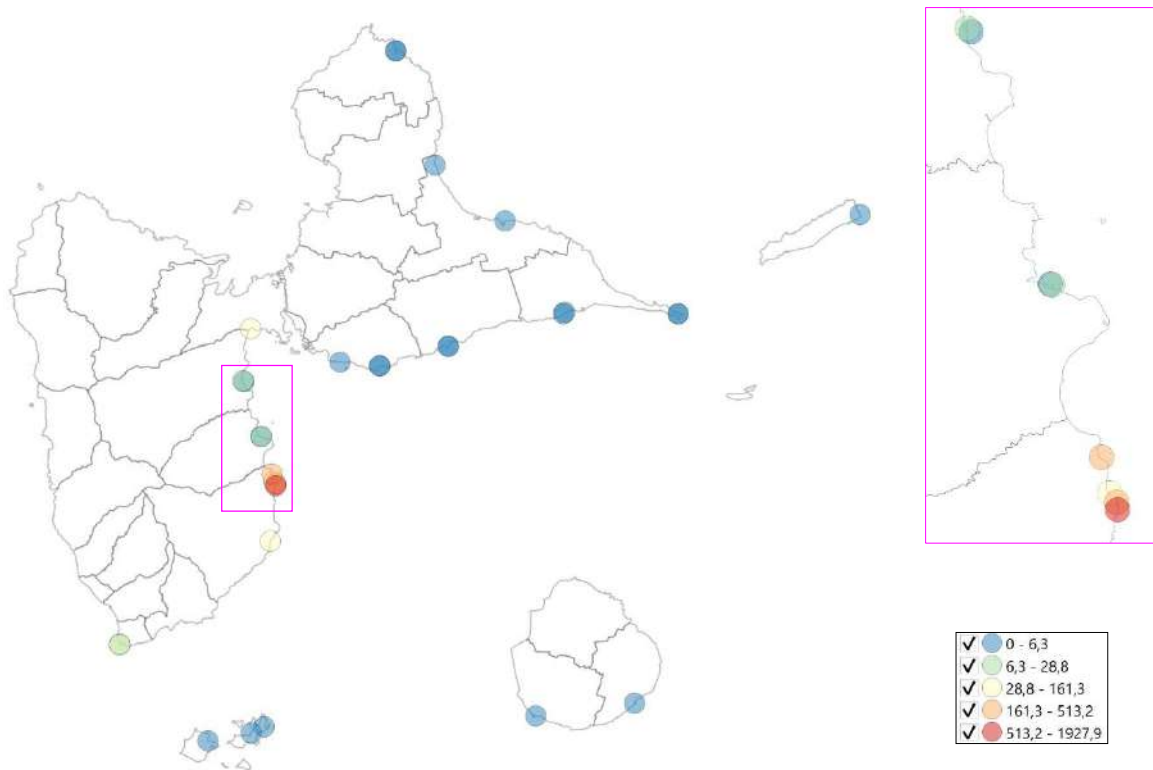 0 - 6,3
6,3 - 28,8
28,8 - 161,3
161,3 - 513,2
513,2 - 1927,9